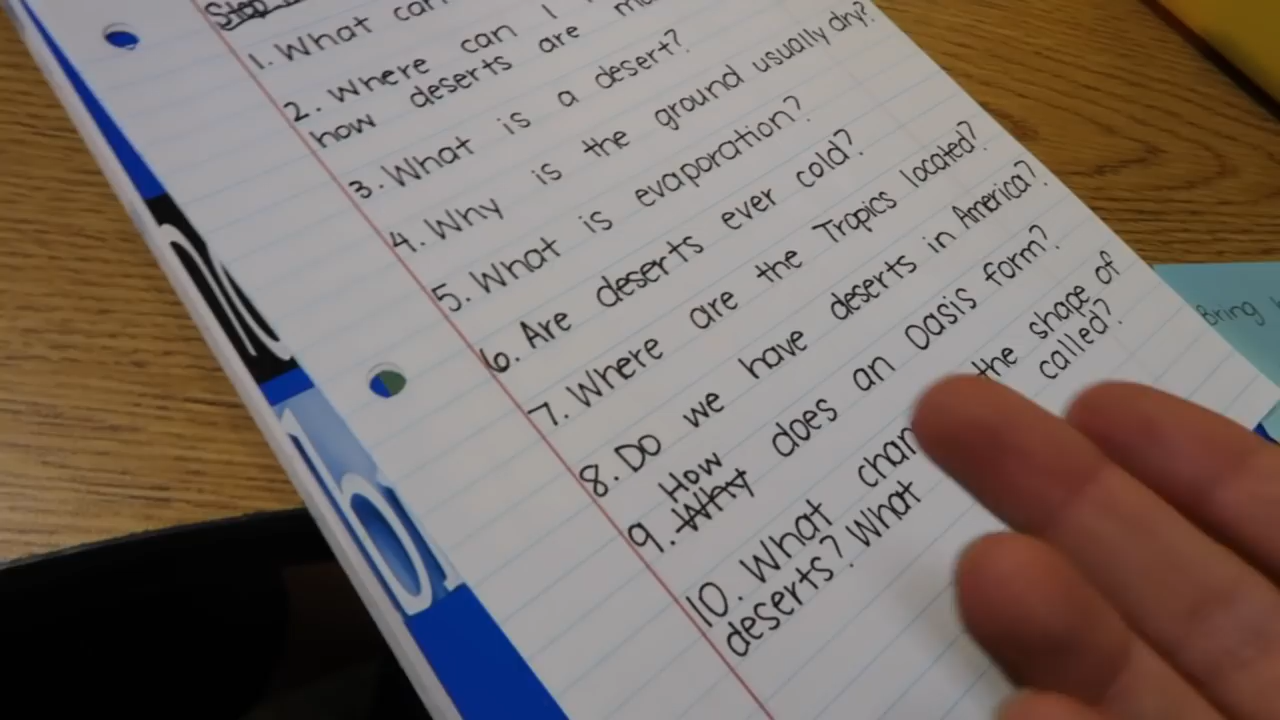 Step
1. What can
2. Where can I
how deserts are
3. What is a desert?
4. Why is the ground usually dry?
5. What is evaporation?
6. Are deserts ever cold?
7. Where are the Tropics located?
8. Do we have deserts in America?
How
9. Why does an Oasis form?
10. What the shape of
deserts? What called?
Bring